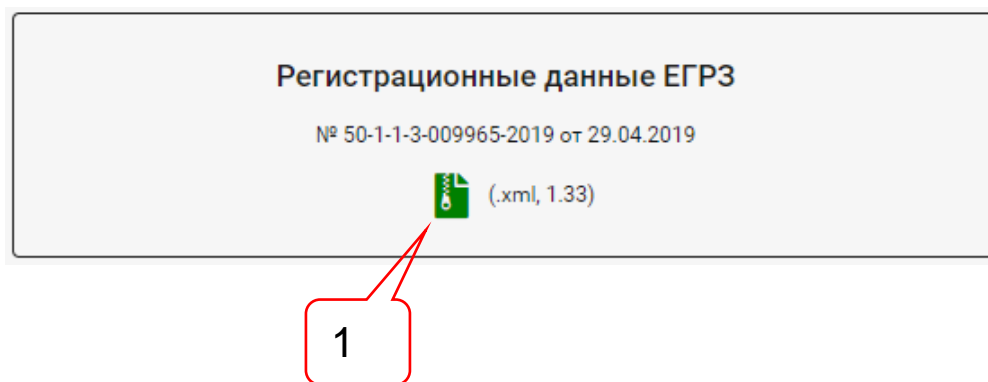 Регистрационные данные ЕГРЗ
№ 50-1-1-3-009965-2019 от 29.04.2019
(.xml, 1.33)
1